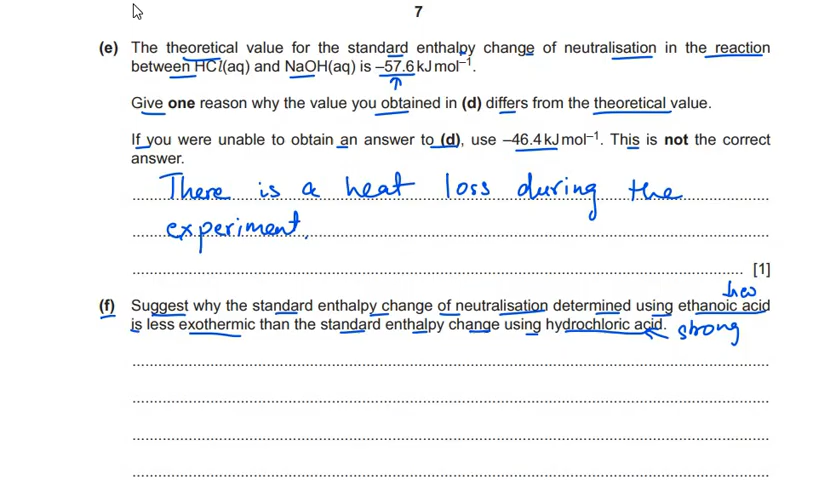 7
(e) The theoretical value for the standard enthalpy change of neutralisation in the reaction
between HCl(aq) and NaOH(aq) is –57.6 kJ mol⁻¹.
Give one reason why the value you obtained in (d) differs from the theoretical value.
If you were unable to obtain an answer to (d), use –46.4 kJ mol⁻¹. This is not the correct
answer.
There is a heat loss during the
experiment.
[1]
(f) Suggest why the standard enthalpy change of neutralisation determined using ethanoic acid
is less exothermic than the standard enthalpy change using hydrochloric acid.
strong